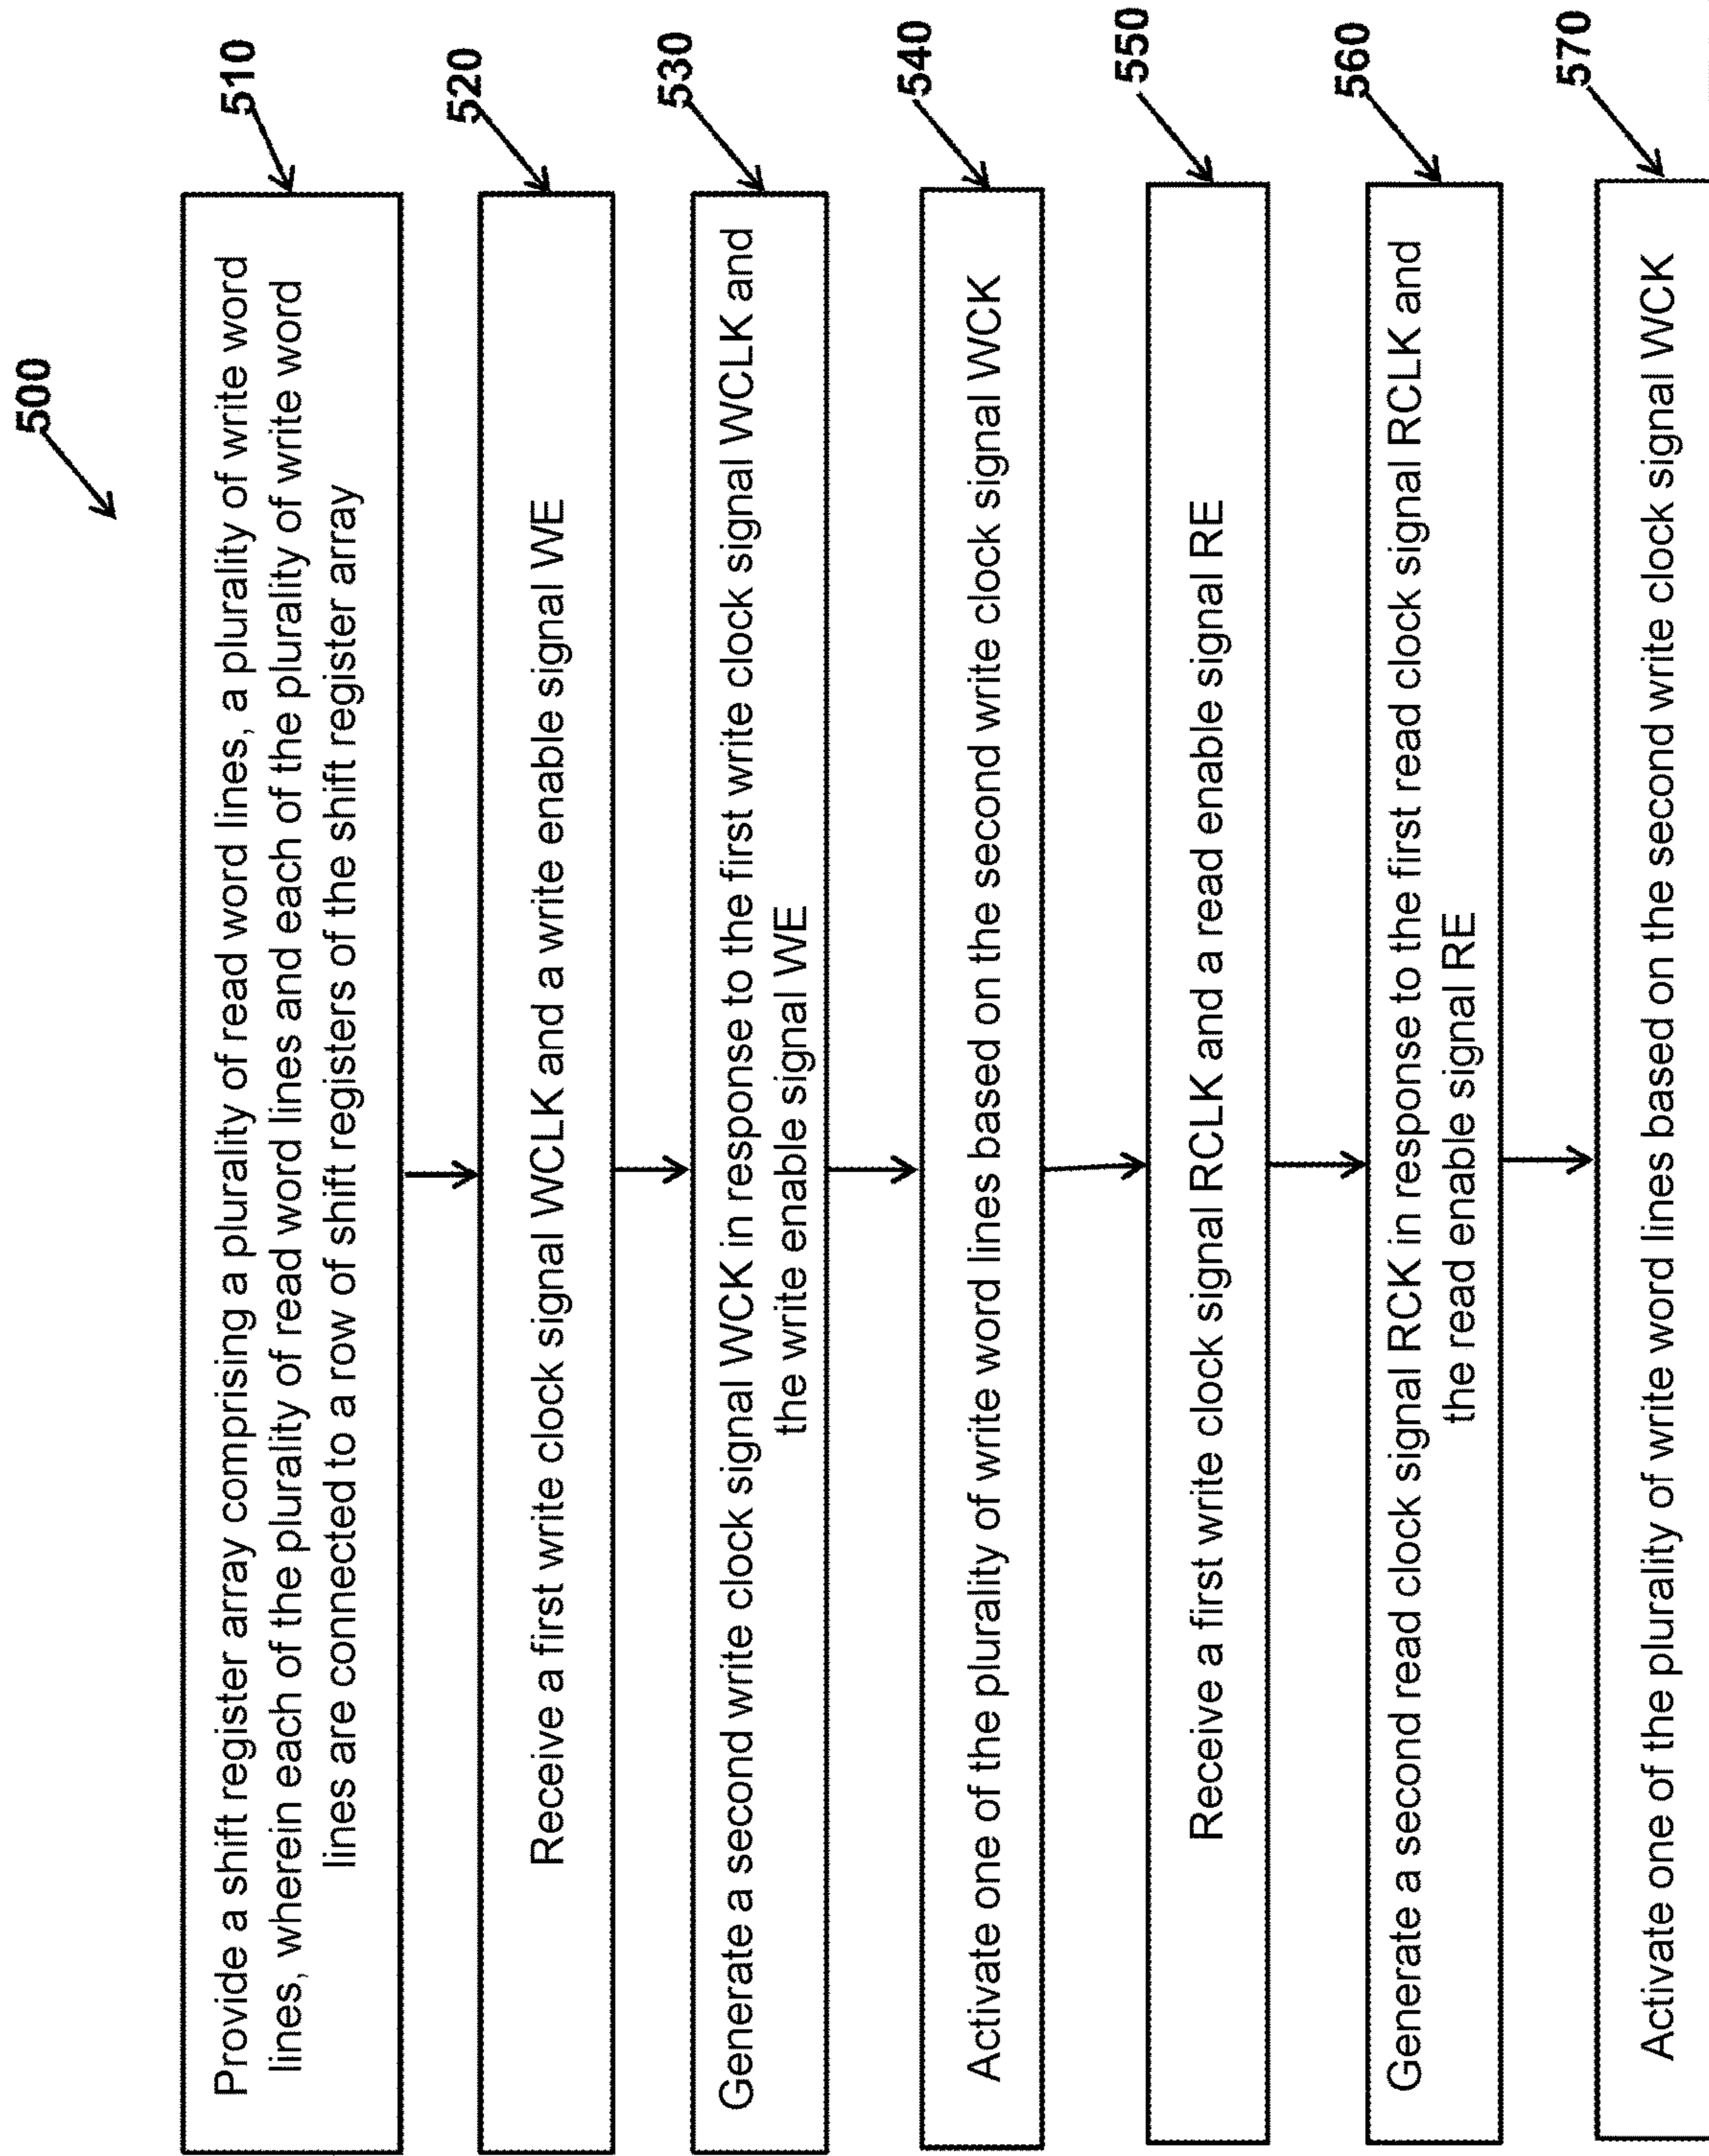 500
510
Provide a shift register array comprising a plurality of read word lines, a plurality of write word
lines, wherein each of the plurality of read word lines and each of the plurality of write word
lines are connected to a row of shift registers of the shift register array
520
Receive a first write clock signal WCLK and a write enable signal WE
530
Generate a second write clock signal WCK in response to the first write clock signal WCLK and
the write enable signal WE
540
Activate one of the plurality of write word lines based on the second write clock signal WCK
550
Receive a first write clock signal RCLK and a read enable signal RE
560
Generate a second read clock signal RCK in response to the first read clock signal RCLK and
the read enable signal RE
570
Activate one of the plurality of write word lines based on the second write clock signal WCK